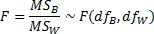 F = MS_B / MS_W ~ F(df_B, df_W)